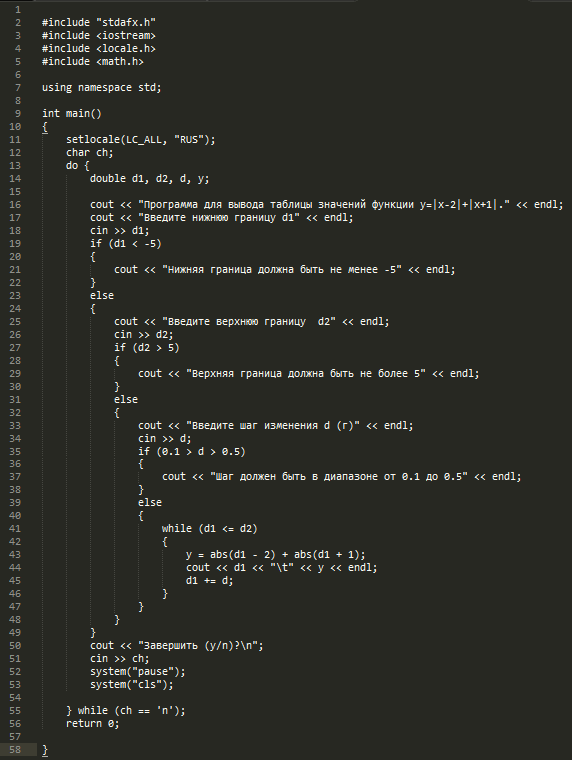 1
2 #include "stdafx.h"
3 #include <iostream>
4 #include <locale.h>
5 #include <math.h>
6
7 using namespace std;
8
9 int main()
10 {
11     setlocale(LC_ALL, "RUS");
12     char ch;
13     do {
14         double d1, d2, d, y;
15
16         cout << "Программа для вывода таблицы значений функции y=|x-2|+|x+1|." << endl;
17         cout << "Введите нижнюю границу d1" << endl;
18         cin >> d1;
19         if (d1 < -5)
20         {
21             cout << "Нижняя граница должна быть не менее -5" << endl;
22         }
23         else
24         {
25             cout << "Введите верхнюю границу  d2" << endl;
26             cin >> d2;
27             if (d2 > 5)
28             {
29                 cout << "Верхняя граница должна быть не более 5" << endl;
30             }
31             else
32             {
33                 cout << "Введите шаг изменения d (г)" << endl;
34                 cin >> d;
35                 if (0.1 > d > 0.5)
36                 {
37                     cout << "Шаг должен быть в диапазоне от 0.1 до 0.5" << endl;
38                 }
39                 else
40                 {
41                     while (d1 <= d2)
42                     {
43                         y = abs(d1 - 2) + abs(d1 + 1);
44                         cout << d1 << "\t" << y << endl;
45                         d1 += d;
46                     }
47                 }
48             }
49         }
50         cout << "Завершить (y/n)?\n";
51         cin >> ch;
52         system("pause");
53         system("cls");
54
55     } while (ch == 'n');
56     return 0;
57
58 }